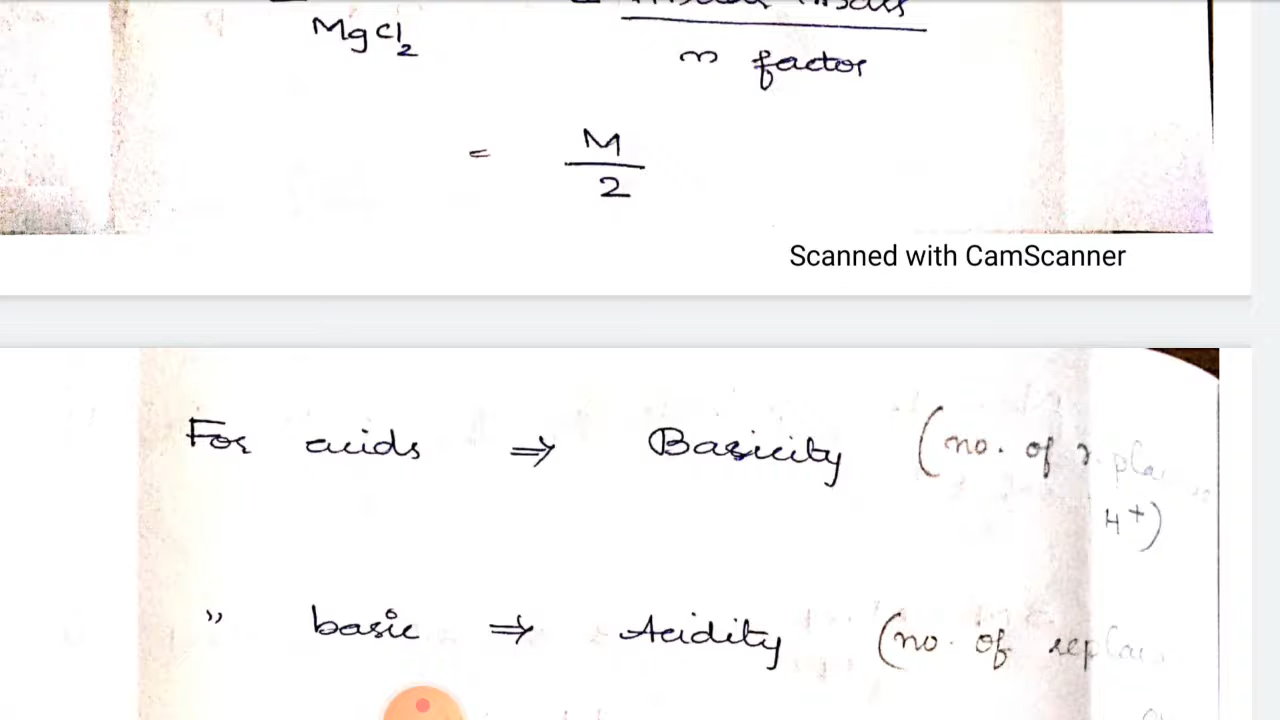 MgCl2
n factor
= M
2
Scanned with CamScanner
For acids ⇒ Basicity (no. of
H+)
" basic ⇒ Acidity (no. of